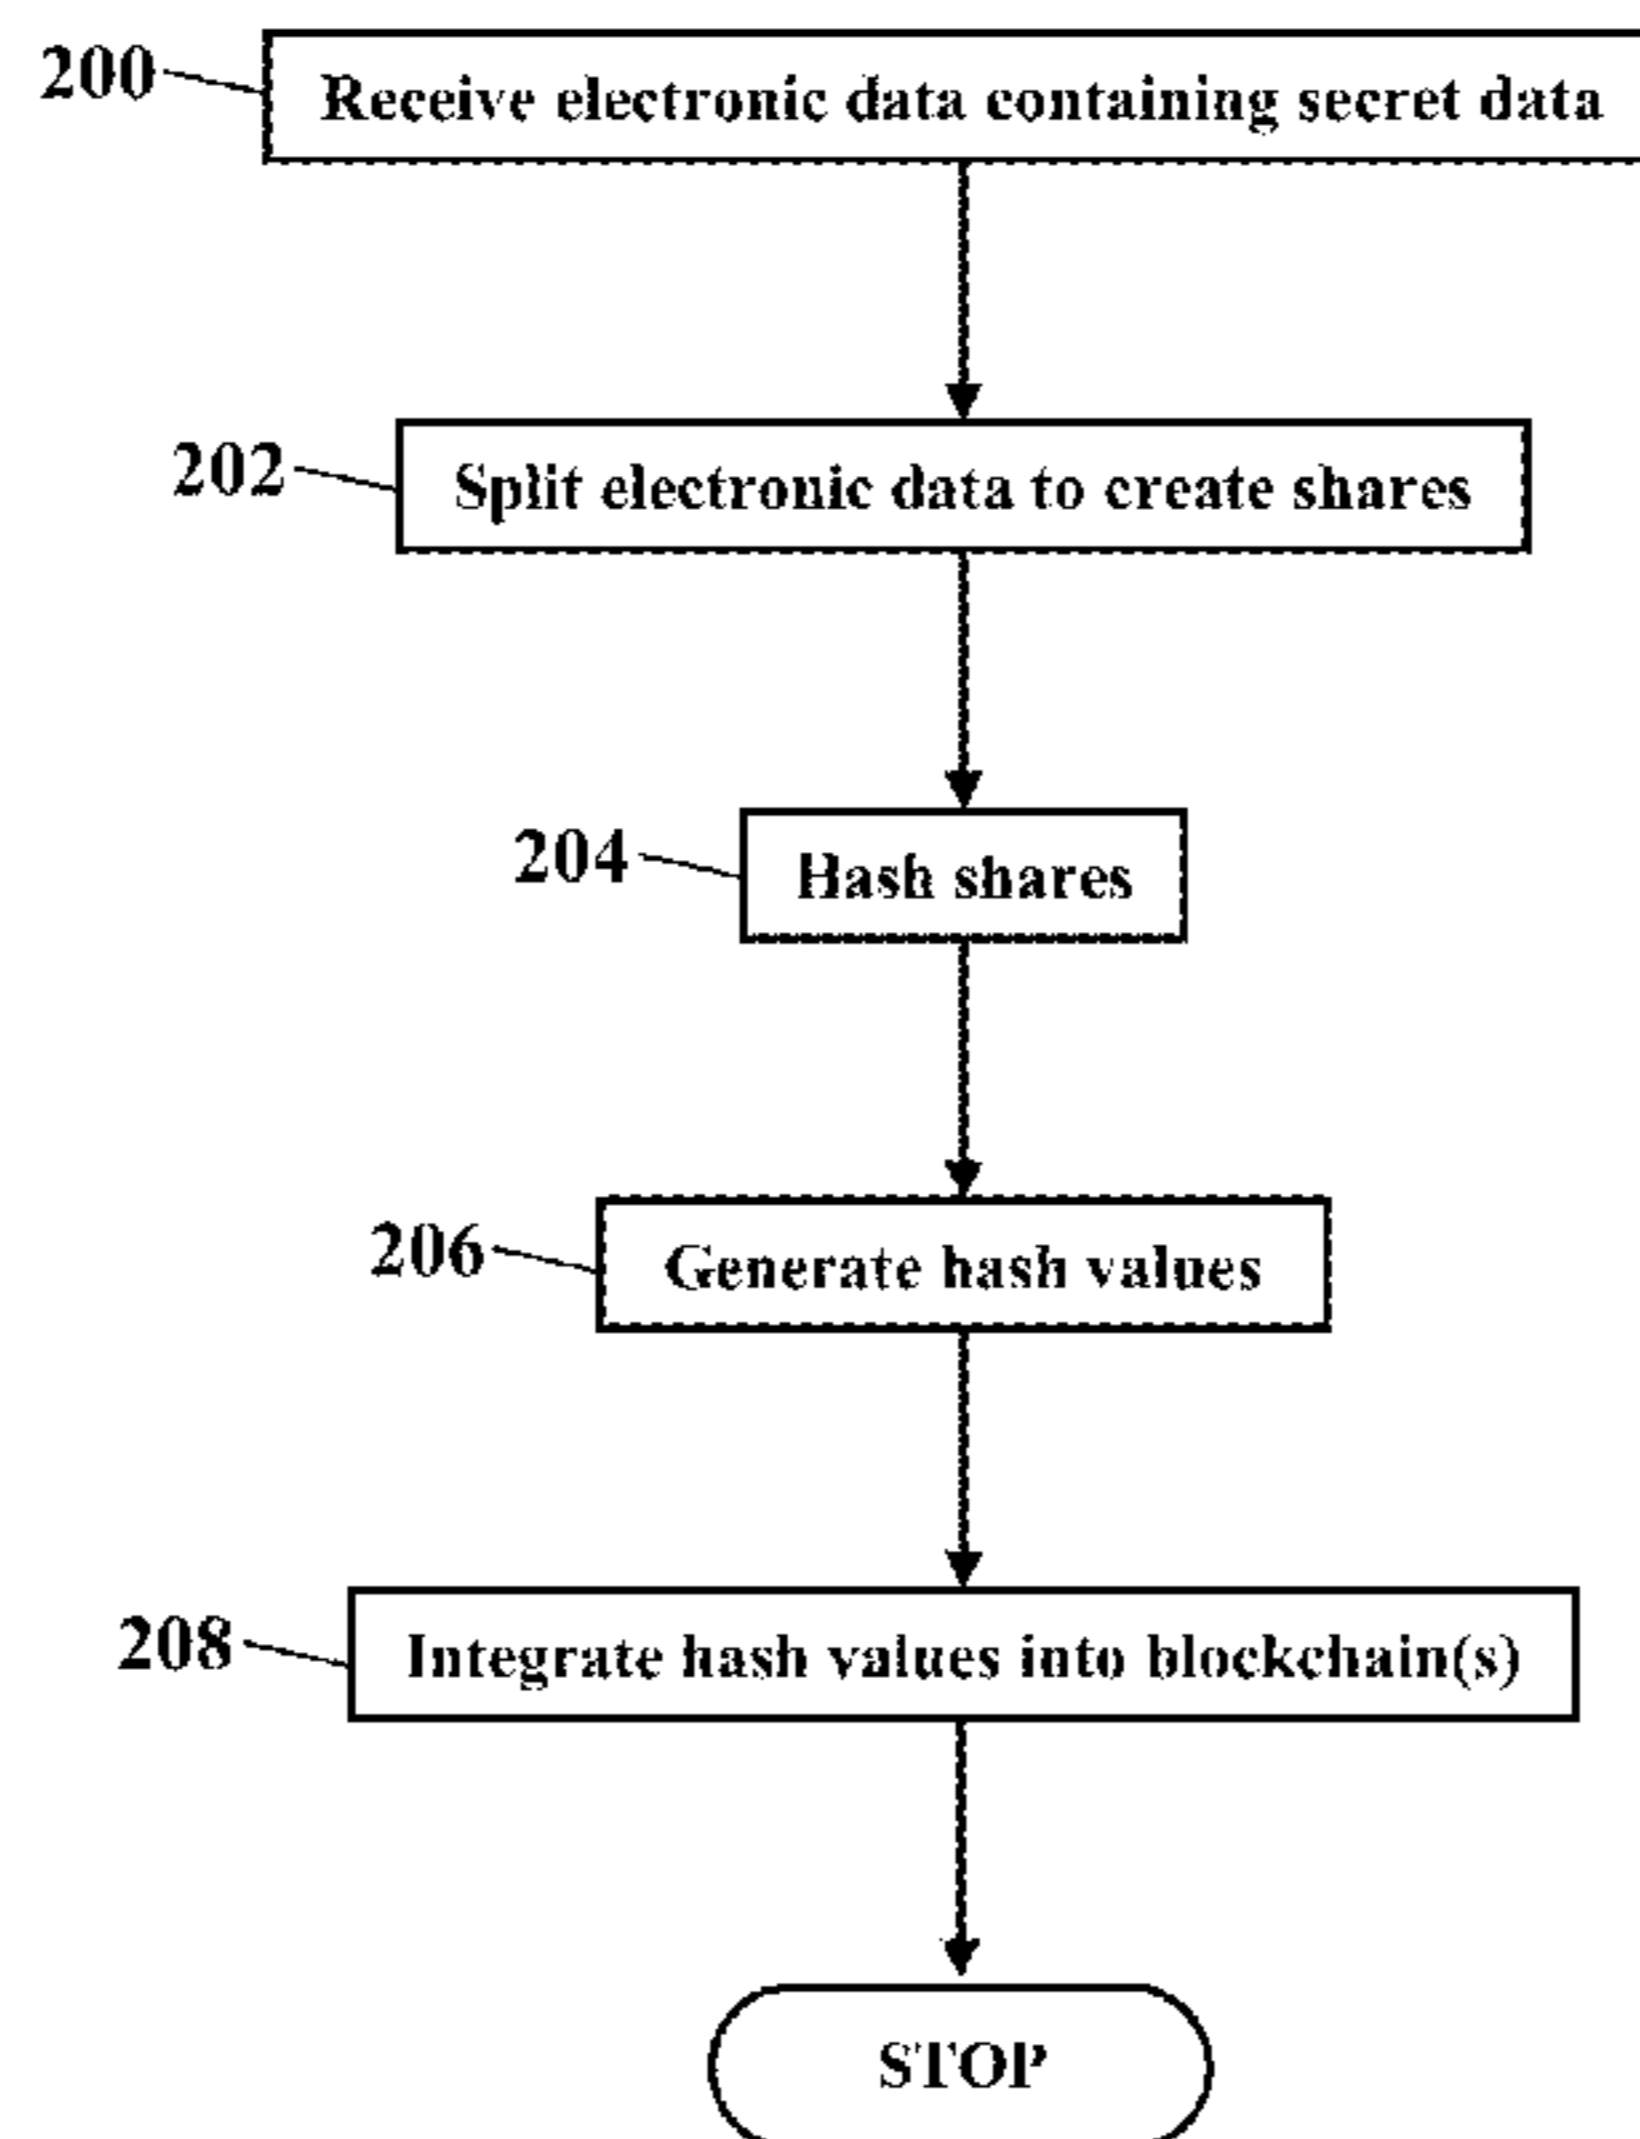 200 Receive electronic data containing secret data
202 Split electronic data to create shares
204 Hash shares
206 Generate hash values
208 Integrate hash values into blockchain(s)
STOP